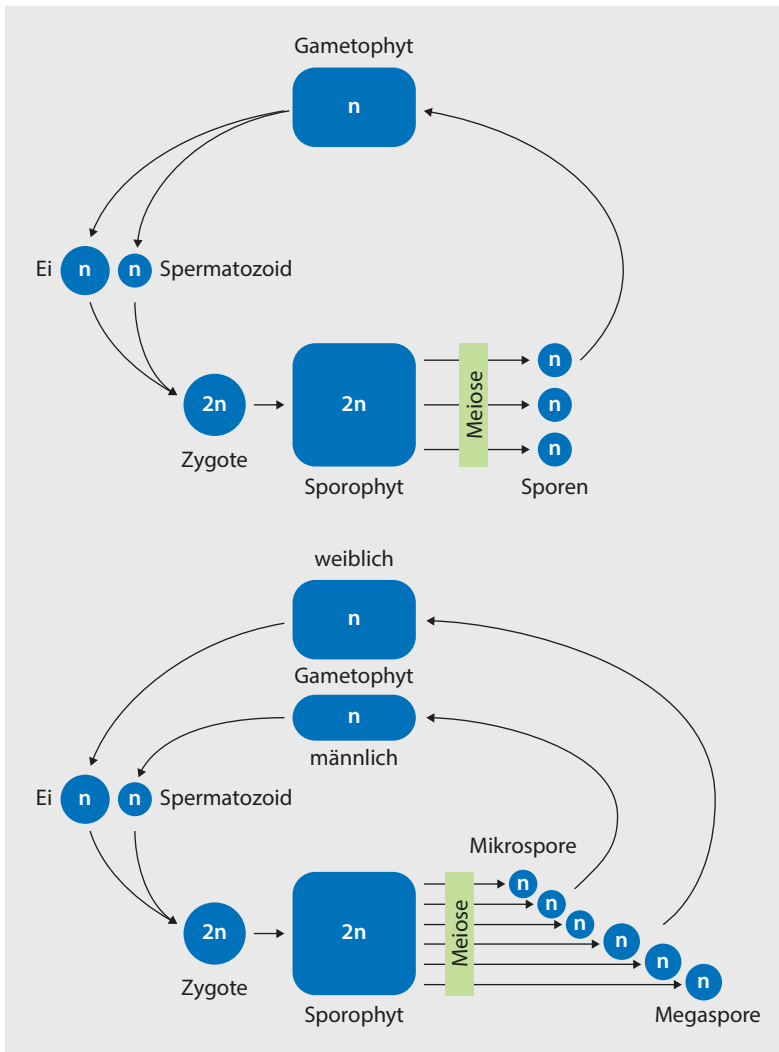 Gametophyt
n
Ei n n Spermatozoid
2n 2n Meiose n
n
n
Zygote
Sporophyt Sporen
weiblich
n
Gametophyt
n
männlich
Ei n n Spermatozoid
Mikrospore
n
n
n
2n 2n Meiose n
n
n
Zygote
Sporophyt Megaspore